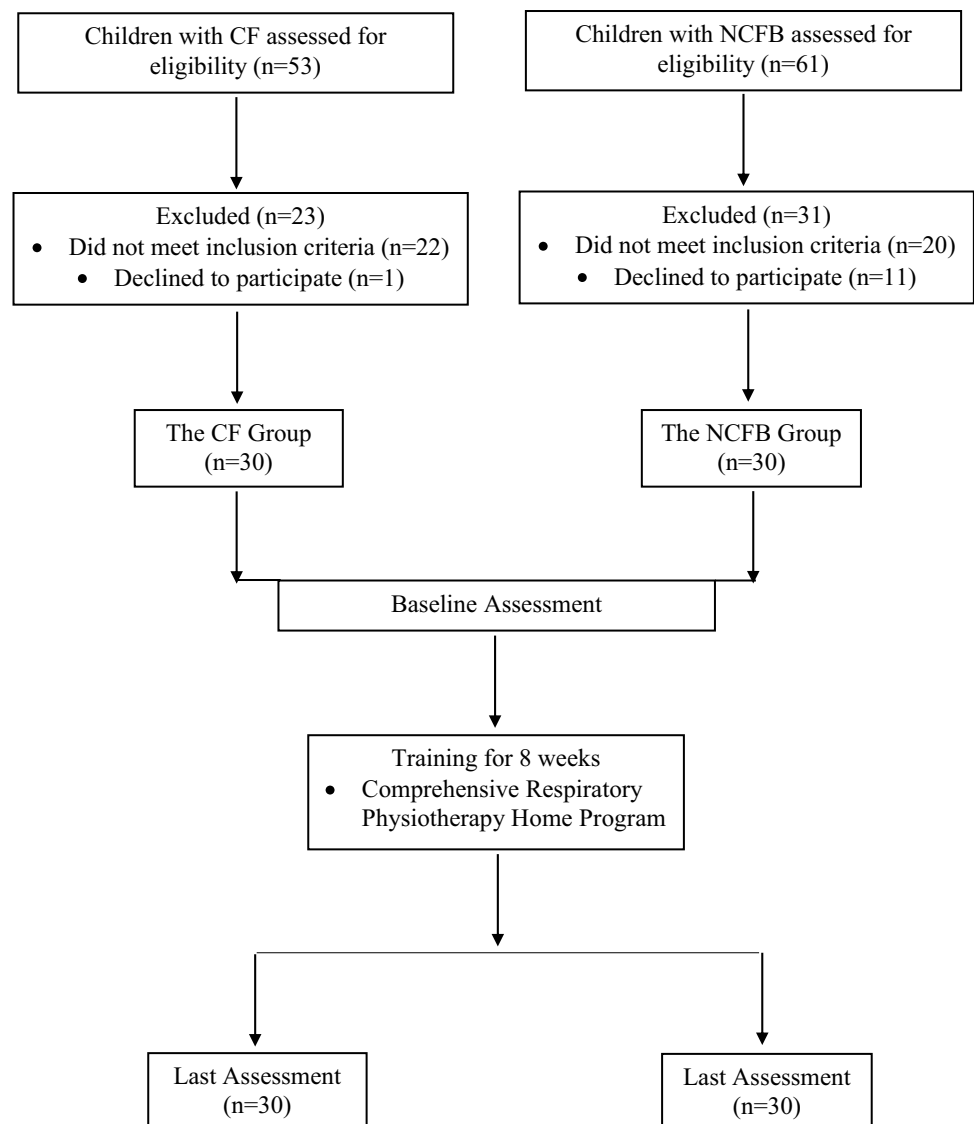 Children with CF assessed for
eligibility (n=53)
Children with NCFB assessed for
eligibility (n=61)
Excluded (n=23)
• Did not meet inclusion criteria (n=22)
• Declined to participate (n=1)
Excluded (n=31)
• Did not meet inclusion criteria (n=20)
• Declined to participate (n=11)
The CF Group
(n=30)
The NCFB Group
(n=30)
Baseline Assessment
Training for 8 weeks
• Comprehensive Respiratory
Physiotherapy Home Program
Last Assessment
(n=30)
Last Assessment
(n=30)